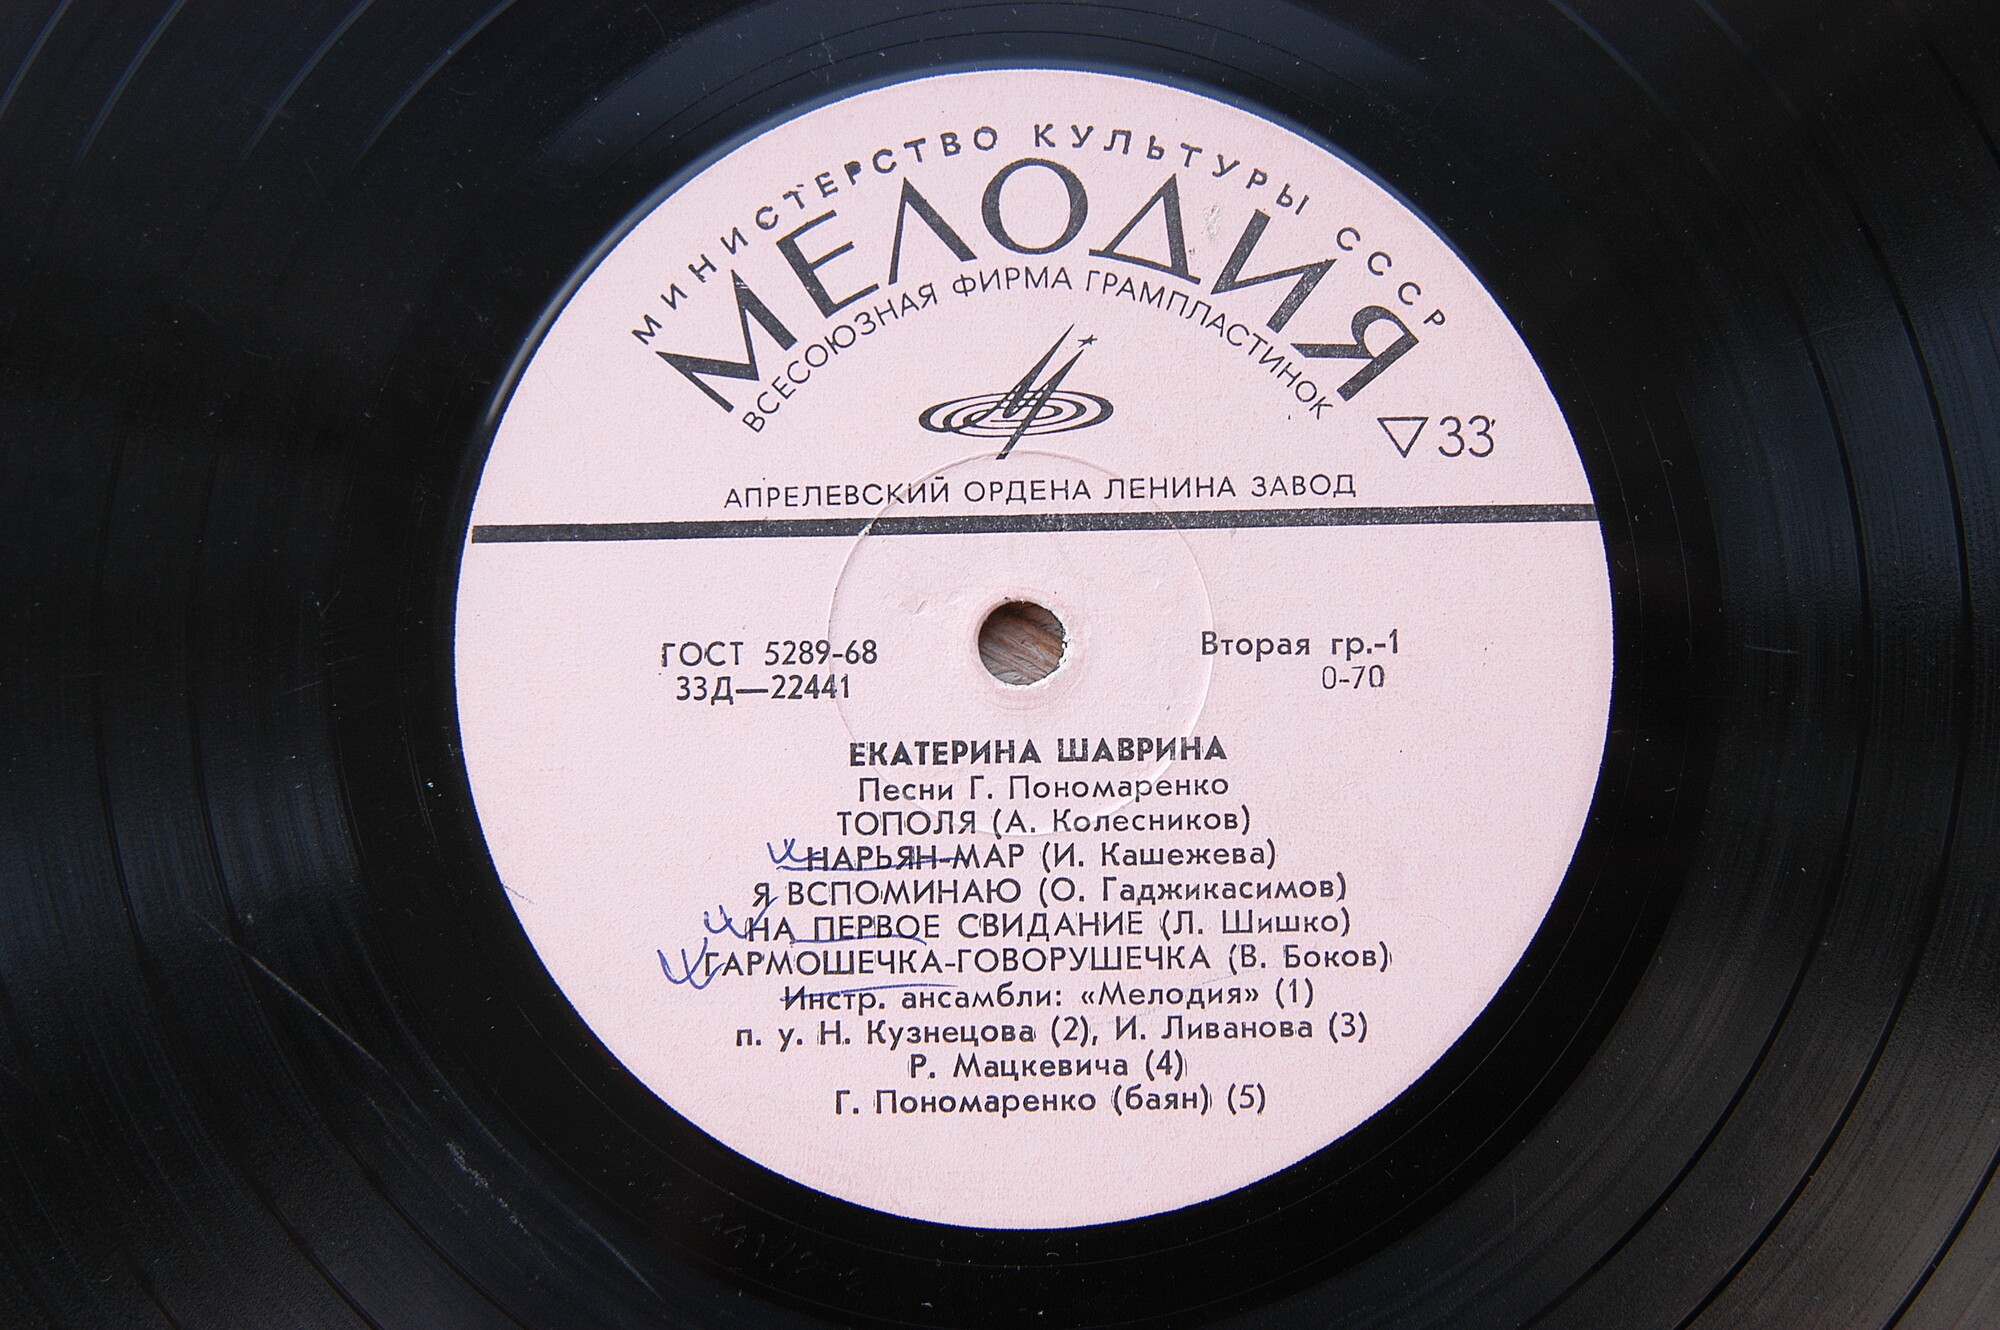 МИНИСТЕРСТВО КУЛЬТУРЫ СССР
МЕЛОДИЯ
ВСЕСОЮЗНАЯ ФИРМА ГРАМПЛАСТИНОК
33
АПРЕЛЕВСКИЙ ОРДЕНА ЛЕНИНА ЗАВОД
ГОСТ 5289-68
33Д—22441
Вторая гр.-1
0-70
ЕКАТЕРИНА ШАВРИНА
Песни Г. Пономаренко
ТОПОЛЯ (А. Колесников)
НАРЬЯН-МАР (И. Кашежева)
Я ВСПОМИНАЮ (О. Гаджикасимов)
НА ПЕРВОЕ СВИДАНИЕ (Л. Шишко)
ГАРМОШЕЧКА-ГОВОРУШЕЧКА (В. Боков)
Инстр. ансамбли: «Мелодия» (1)
п. у. Н. Кузнецова (2), И. Ливанова (3)
Р. Мацкевича (4)
Г. Пономаренко (баян) (5)